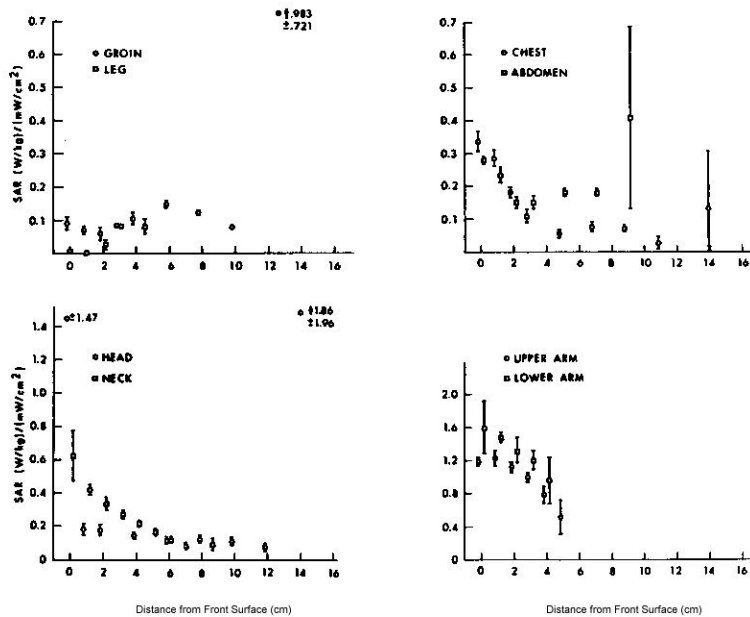 0.7
0.6
0.5
0.4
0.3
0.2
0.1
SAR (W/kg)/(mW/cm²)
GROIN
LEG
.983
±.721
0 2 4 6 8 10 12 14 16
0.7
0.6
0.5
0.4
0.3
0.2
0.1
CHEST
ABDOMEN
0 2 4 6 8 10 12 14 16
1.4
1.2
1.0
0.8
0.6
0.4
0.2
0
SAR (W/kg)/(mW/cm²)
±1.47
HEAD
NECK
1.86
±1.96
0 2 4 6 8 10 12 14 16
Distance from Front Surface (cm)
2.0
1.6
1.2
0.8
0.4
0
UPPER ARM
LOWER ARM
0 2 4 6 8 10 12 14 16
Distance from Front Surface (cm)